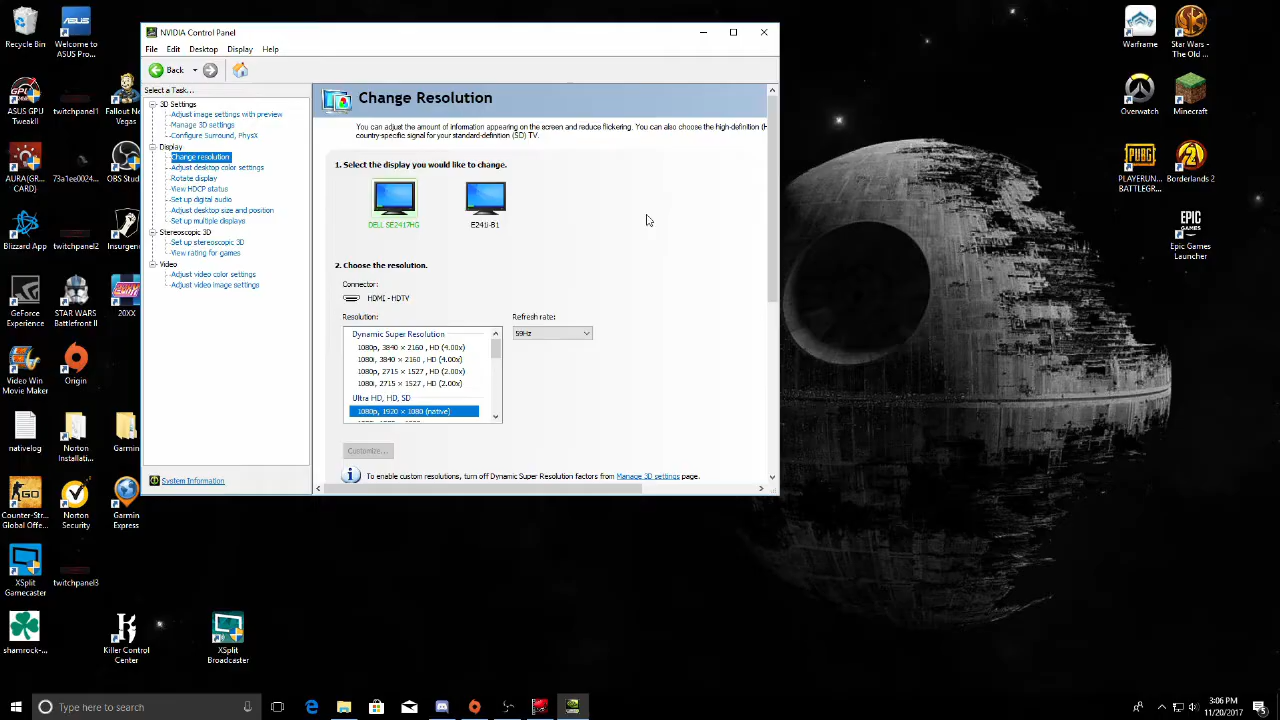 Recycle Bin
Welcome to
ASUS Pro...
ASUS GPU
TweakII
Fallout New
Vegas
AURA(GR...
CARD)
73a1ee0024...
OBS Studio
Blizzard App
twitchpanel1
twitchpanel2
Insurgency
GeForce
Experience
STAR WARS
Battlefront II
20XX
Video Win
Movie Maker
Origin
nativelog
Norton
Installati...
Garmin
Counter-Str...
Global Offe...
Norton
Security
Garmin
Express
XSplit
Gamecaster
twitchpanel3
shamrock-...
Killer Control
Center
XSplit
Broadcaster
NVIDIA Control Panel
File Edit Desktop Display Help
Back
Select a Task...
3D Settings
Adjust image settings with preview
Manage 3D settings
Configure Surround, PhysX
Display
Change resolution
Adjust desktop color settings
Rotate display
View HDCP status
Set up digital audio
Adjust desktop size and position
Set up multiple displays
Stereoscopic 3D
Set up stereoscopic 3D
View rating for games
Video
Adjust video color settings
Adjust video image settings
System Information
Change Resolution
You can adjust the amount of information appearing on the screen and reduce flickering. You can also choose the high-definition (H
country-specific signal for your standard-definition (SD) TV.
1. Select the display you would like to change.
DELL SE2417HG
E241i-B1
2. Choose the resolution.
Connector:
HDMI - HDTV
Resolution:
Refresh rate:
59Hz
Dynamic Super Resolution
1080p, 3840 × 2160 , HD (4.00x)
1080i, 3840 × 2160 , HD (4.00x)
1080p, 2715 × 1527 , HD (2.00x)
1080i, 2715 × 1527 , HD (2.00x)
Ultra HD, HD, SD
1080p, 1920 × 1080 (native)
Customize...
To enable custom resolutions, turn off Dynamic Super Resolution factors from Manage 3D settings page.
Warframe
Star Wars -
The Old ...
Overwatch
Minecraft
PUBG
PLAYERUN...
BATTLEGR...
Borderlands 2
EPIC
GAMES
Epic Games
Launcher
Type here to search
3:06 PM
11/20/2017